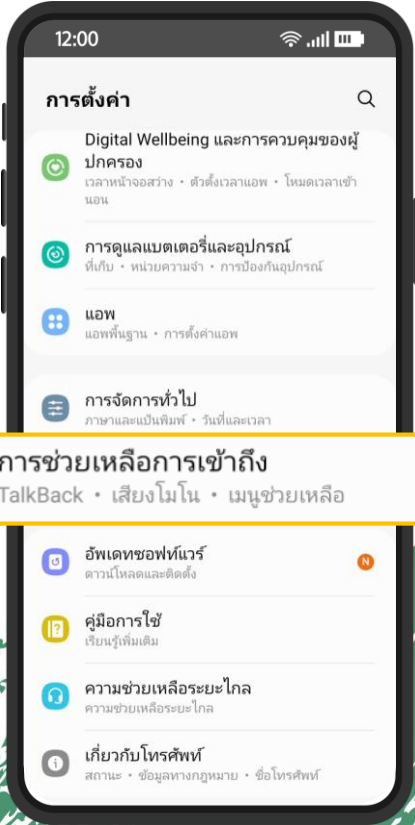 12:00
การตั้งค่า
Digital Wellbeing และการควบคุมของผู้
ปกครอง
เวลาหน้าจอสว่าง • ตัวตั้งเวลาแอพ • โหมดเวลาเข้า
นอน
การดูแลแบตเตอรี่และอุปกรณ์
ที่เก็บ • หน่วยความจำ • การป้องกันอุปกรณ์
แอพ
แอพพื้นฐาน • การตั้งค่าแอพ
การจัดการทั่วไป
ภาษาและแป้นพิมพ์ • วันที่และเวลา
การช่วยเหลือการเข้าถึง
TalkBack • เสียงโมโน • เมนูช่วยเหลือ
อัพเดทซอฟท์แวร์
ดาวน์โหลดและติดตั้ง
N
คู่มือการใช้
เรียนรู้เพิ่มเติม
ความช่วยเหลือระยะไกล
ความช่วยเหลือระยะไกล
เกี่ยวกับโทรศัพท์
สถานะ • ข้อมูลทางกฎหมาย • ชื่อโทรศัพท์